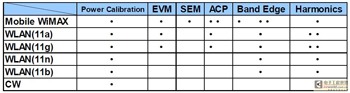 Power Calibration EVM SEM ACP Band Edge Harmonics
Mobile WiMAX • • • • • • • • • •
WLAN(11a) • • • • • •
WLAN(11g) • • • • • •
WLAN(11n) • • •
WLAN(11b) • • •
CW • •